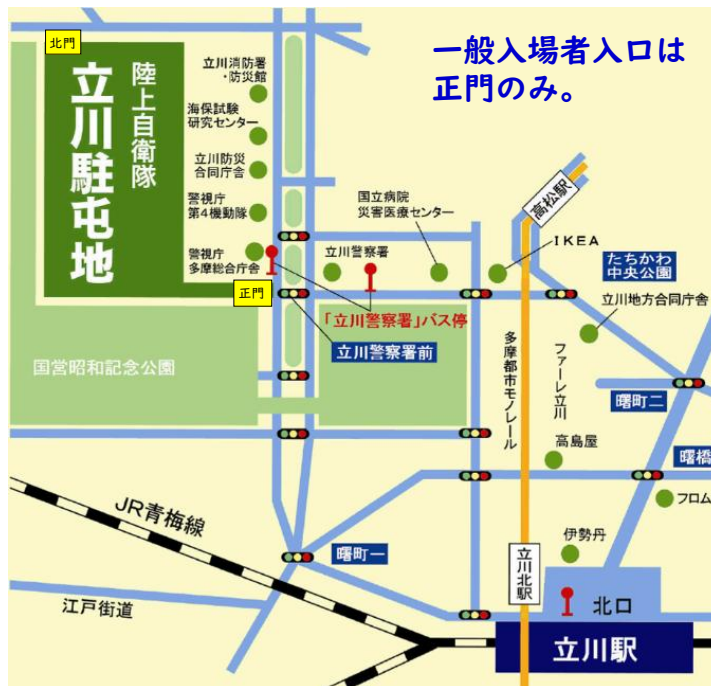 北門
一般入場者入口は
正門のみ。
陸上自衛隊
立川駐屯地
立川消防署
・防災館
海保試験
研究センター
立川防災
合同庁舎
警視庁
第4機動隊
警視庁
多摩総合庁舎
正門
立川警察署
国立病院
災害医療センター
高松駅
IKEA
たちかわ
中央公園
立川地方合同庁舎
「立川警察署」バス停
立川警察署前
国営昭和記念公園
多摩都市モノレール
ファーレ立川
曙町二
高島屋
曙橋
フロム
JR青梅線
曙町一
伊勢丹
立川北駅
江戸街道
北口
立川駅